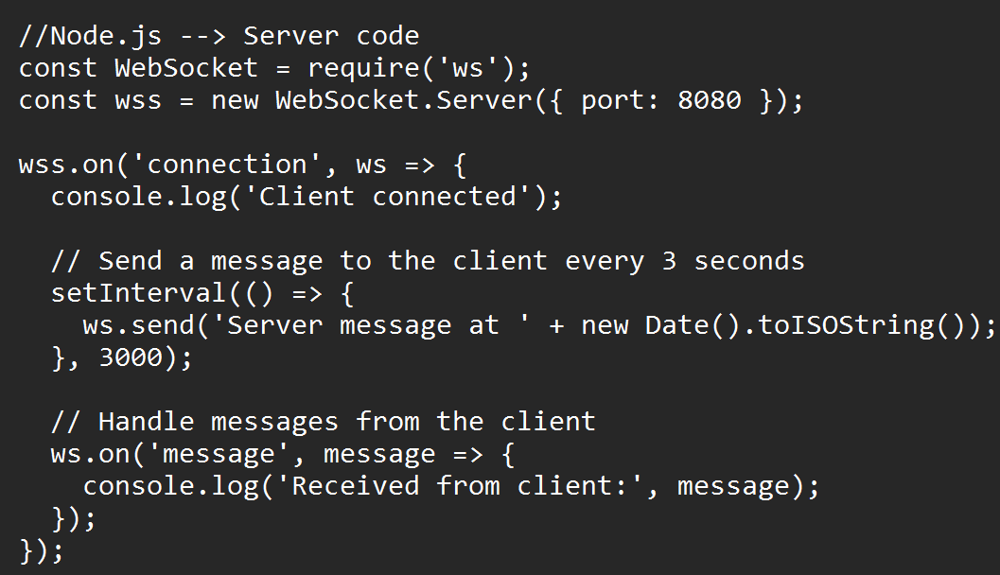 //Node.js --> Server code
const WebSocket = require('ws');
const wss = new WebSocket.Server({ port: 8080 });

wss.on('connection', ws => {
  console.log('Client connected');

  // Send a message to the client every 3 seconds
  setInterval(() => {
    ws.send('Server message at ' + new Date().toISOString());
  }, 3000);

  // Handle messages from the client
  ws.on('message', message => {
    console.log('Received from client:', message);
  });
});